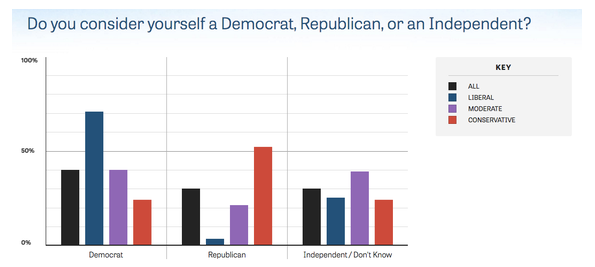 Do you consider yourself a Democrat, Republican, or an Independent?
100%
50%
0%
Democrat
Republican
Independent / Don't Know
KEY
ALL
LIBERAL
MODERATE
CONSERVATIVE